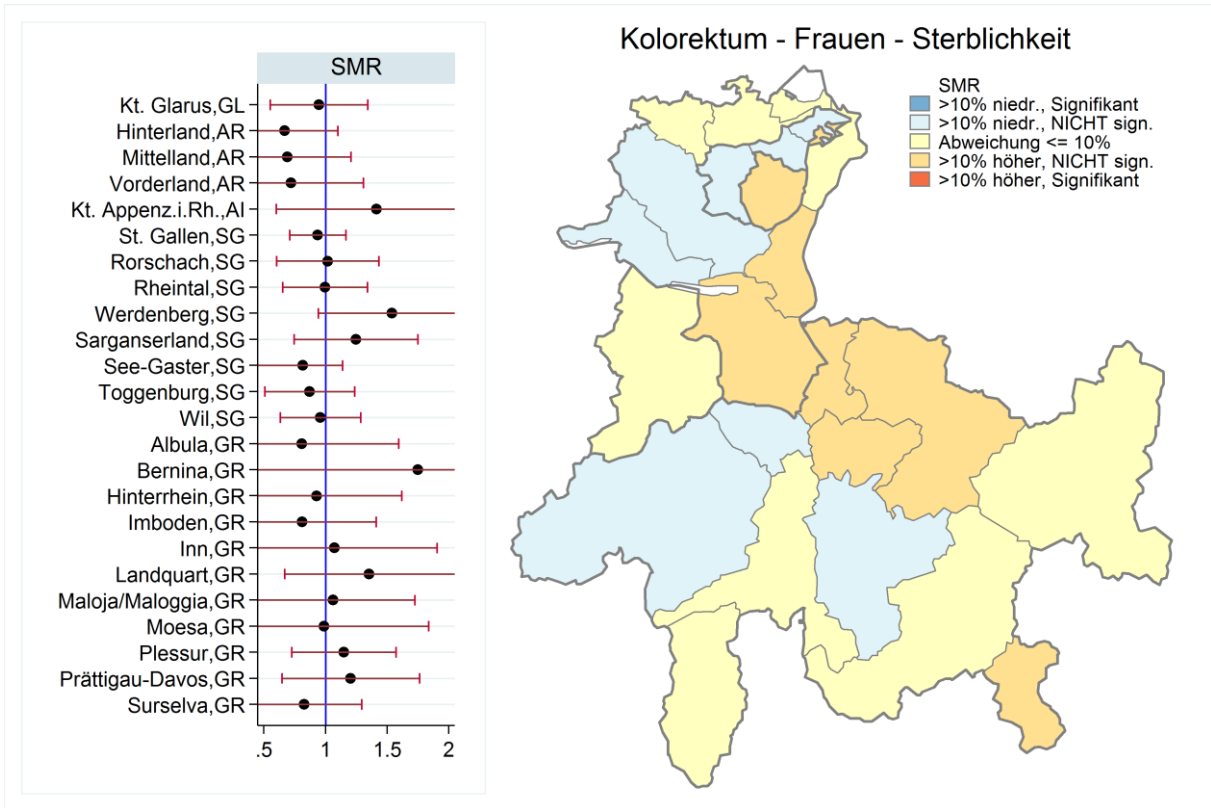 Kolorektum - Frauen - Sterblichkeit
SMR
Kt. Glarus,GL
Hinterland,AR
Mittelland,AR
Vorderland,AR
Kt. Appenz.i.Rh.,AI
St. Gallen,SG
Rorschach,SG
Rheintal,SG
Werdenberg,SG
Sarganserland,SG
See-Gaster,SG
Toggenburg,SG
Wil,SG
Albula,GR
Bernina,GR
Hinterrhein,GR
Imboden,GR
Inn,GR
Landquart,GR
Maloja/Maloggia,GR
Moesa,GR
Plessur,GR
Prättigau-Davos,GR
Surselva,GR
.5 1 1.5 2
SMR
>10% niedr., Signifikant
>10% niedr., NICHT sign.
Abweichung <= 10%
>10% höher, NICHT sign.
>10% höher, Signifikant